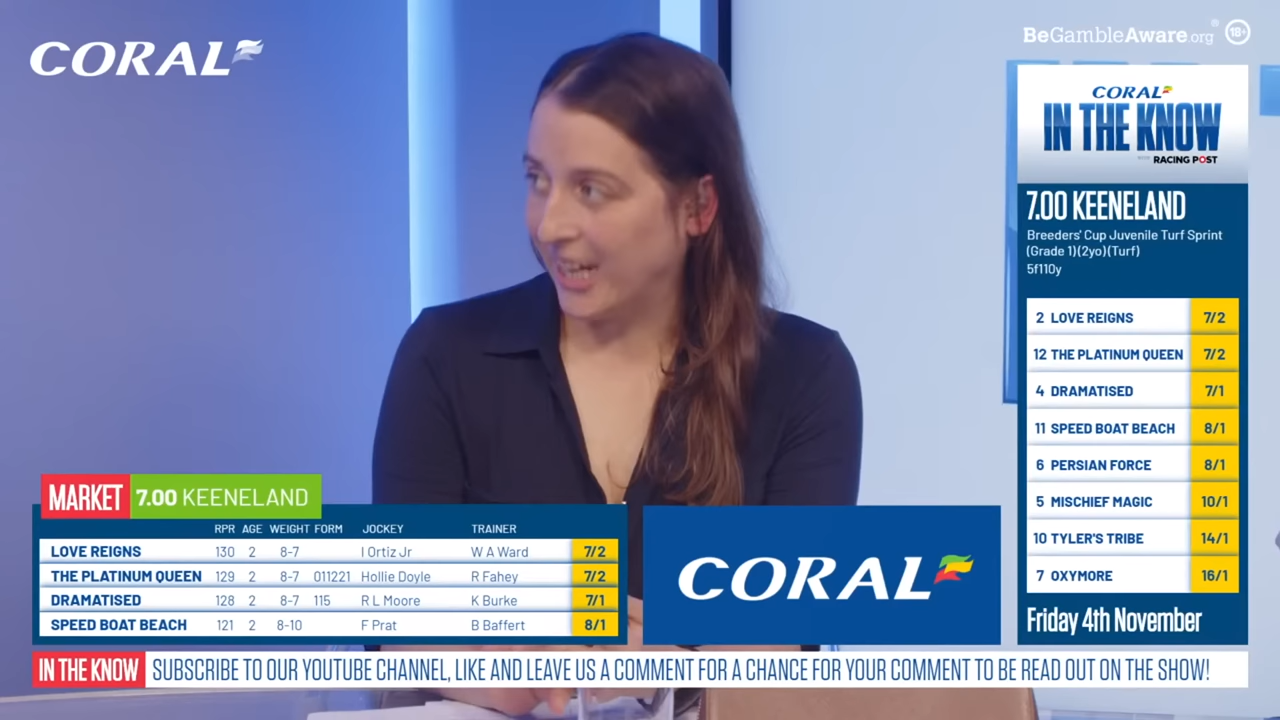 CORAL
BeGambleAware.org® 18+
CORAL
IN THE KNOW
WITH RACING POST
7.00 KEENELAND
Breeders' Cup Juvenile Turf Sprint
(Grade 1)(2yo)(Turf)
5f110y
2 LOVE REIGNS 7/2
12 THE PLATINUM QUEEN 7/2
4 DRAMATISED 7/1
11 SPEED BOAT BEACH 8/1
6 PERSIAN FORCE 8/1
5 MISCHIEF MAGIC 10/1
10 TYLER'S TRIBE 14/1
7 OXYMORE 16/1
Friday 4th November
MARKET 7.00 KEENELAND
RPR AGE WEIGHT FORM JOCKEY TRAINER
LOVE REIGNS 130 2 8-7 I Ortiz Jr W A Ward 7/2
THE PLATINUM QUEEN 129 2 8-7 011221 Hollie Doyle R Fahey 7/2
DRAMATISED 128 2 8-7 115 R L Moore K Burke 7/1
SPEED BOAT BEACH 121 2 8-10 F Prat B Baffert 8/1
CORAL
IN THE KNOW SUBSCRIBE TO OUR YOUTUBE CHANNEL, LIKE AND LEAVE US A COMMENT FOR A CHANCE FOR YOUR COMMENT TO BE READ OUT ON THE SHOW!